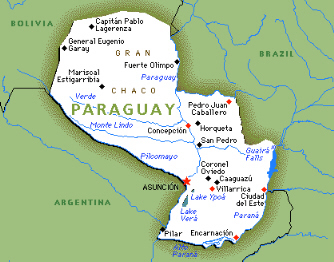 BOLIVIA
Capitán Pablo
Lagerenza
General Eugenio
Garay
GRAN
BRAZIL
Fuerte Olimpo
Mariscal
Estigarribia
Paraguay
CHACO
Verde
PARAGUAY
Pedro Juan
Caballero
Monte Lindo
Concepción
Horqueta
San Pedro
Guairá
Falls
Pilcomayo
Coronel
Oviedo
Caaguazú
ASUNCIÓN
Villarrica
Lake Ypoá
Ciudad
del Este
ARGENTINA
Lake
Verá
Paraná
Pilar
Encarnación
Alto
Paraná